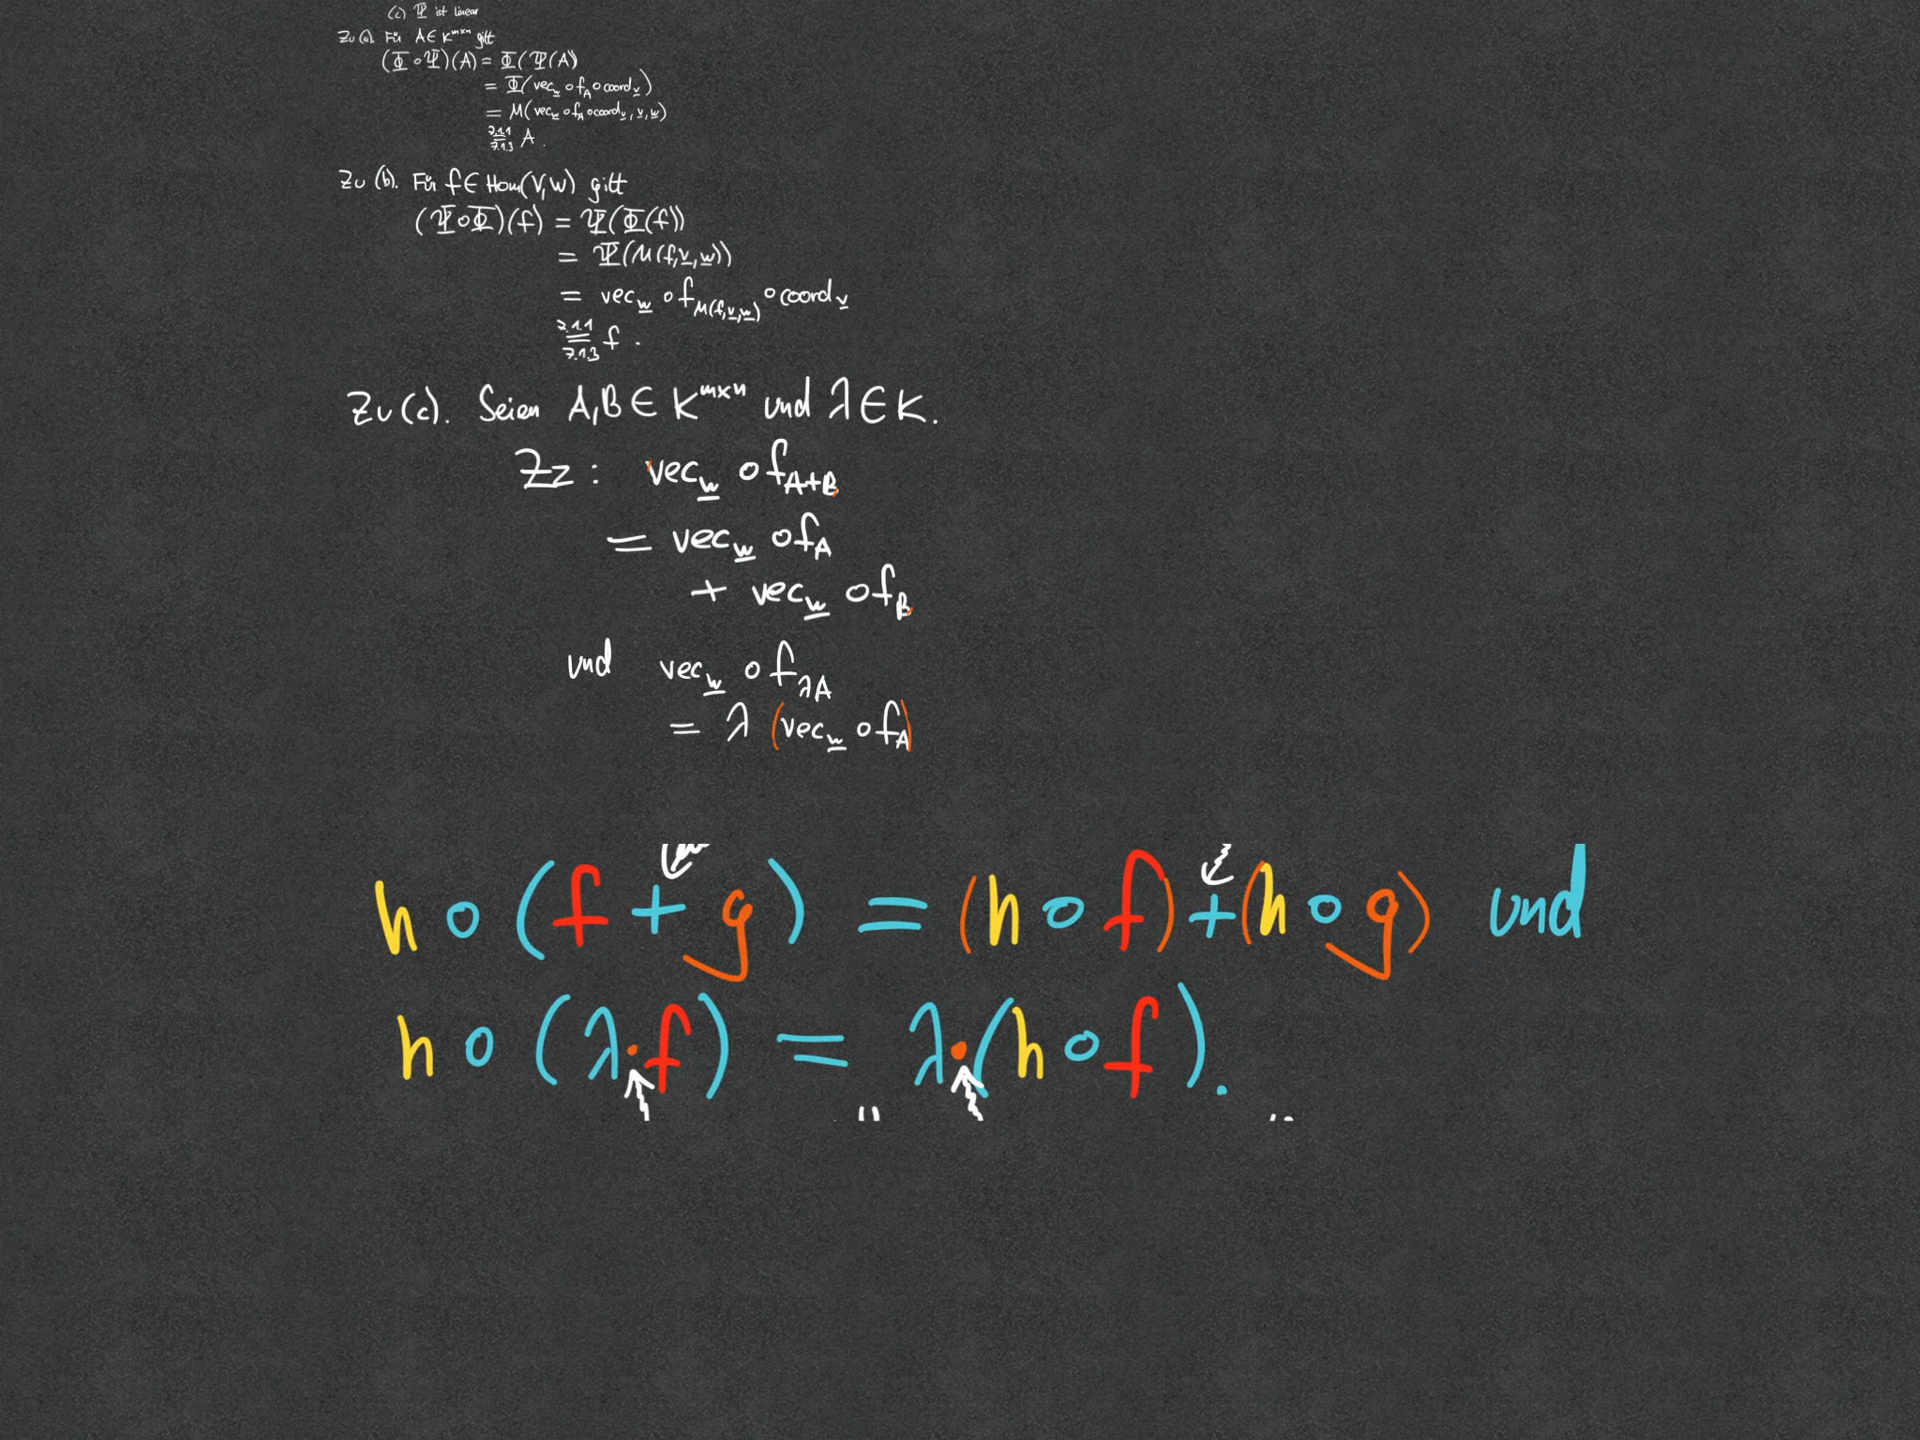 (c) Ψ ist linear
Zu (a). Für A ∈ K^{m×n} gilt
(Φ ∘ Ψ)(A) = Φ(Ψ(A))
= Φ(vec_w ∘ f_A ∘ coord_v)
= M(vec_w ∘ f_A ∘ coord_v, v, w)
7.1.1
= A.
7.1.3
Zu (b). Für f ∈ Hom(V,W) gilt
(Ψ∘Φ)(f) = Ψ(Φ(f))
= Ψ(M(f,v,w))
= vec_w ∘ f_{M(f,v,w)} ∘ coord_v
7.1.1
= f.
7.1.3
Zu (c). Seien A,B ∈ K^{m×n} und λ ∈ K.
Zz: vec_w ∘ f_{A+B}
= vec_w ∘ f_A
+ vec_w ∘ f_B
und vec_w ∘ f_{λA}
= λ (vec_w ∘ f_A)
h ∘ (f + g) = (h ∘ f) + (h ∘ g) und
h ∘ (λ·f) = λ·(h ∘ f).